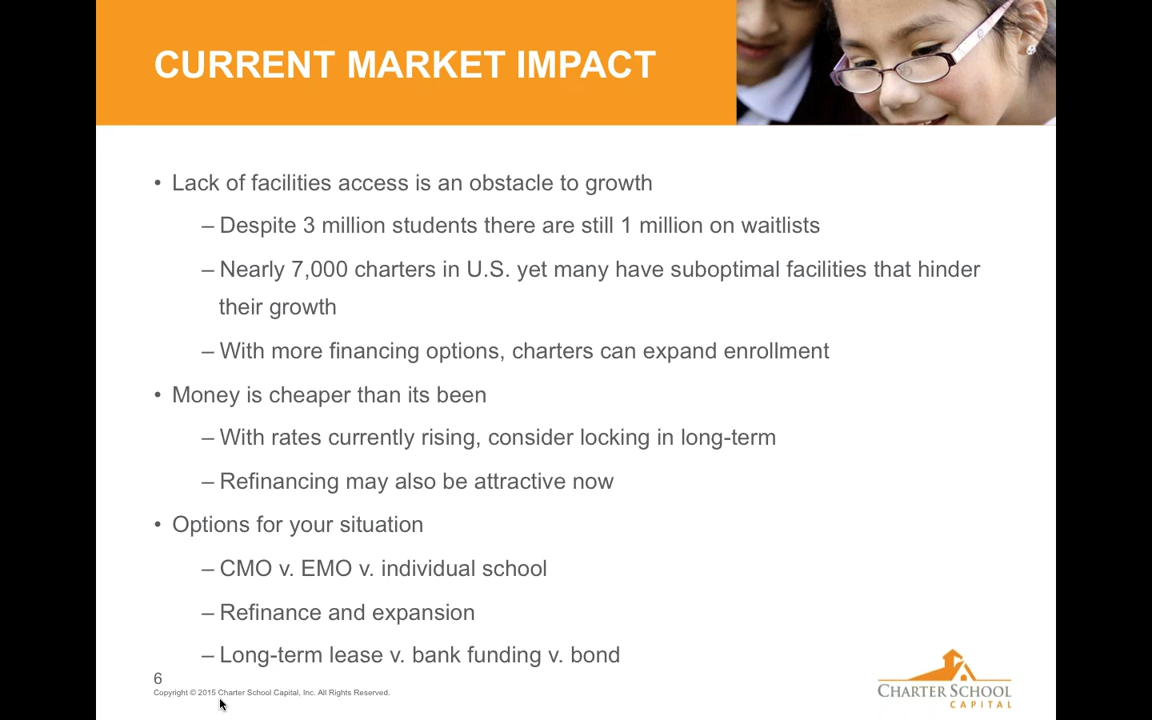 CURRENT MARKET IMPACT
• Lack of facilities access is an obstacle to growth
– Despite 3 million students there are still 1 million on waitlists
– Nearly 7,000 charters in U.S. yet many have suboptimal facilities that hinder
their growth
– With more financing options, charters can expand enrollment
• Money is cheaper than its been
– With rates currently rising, consider locking in long-term
– Refinancing may also be attractive now
• Options for your situation
– CMO v. EMO v. individual school
– Refinance and expansion
– Long-term lease v. bank funding v. bond
6
Copyright © 2015 Charter School Capital, Inc. All Rights Reserved.
CHARTER SCHOOL
CAPITAL